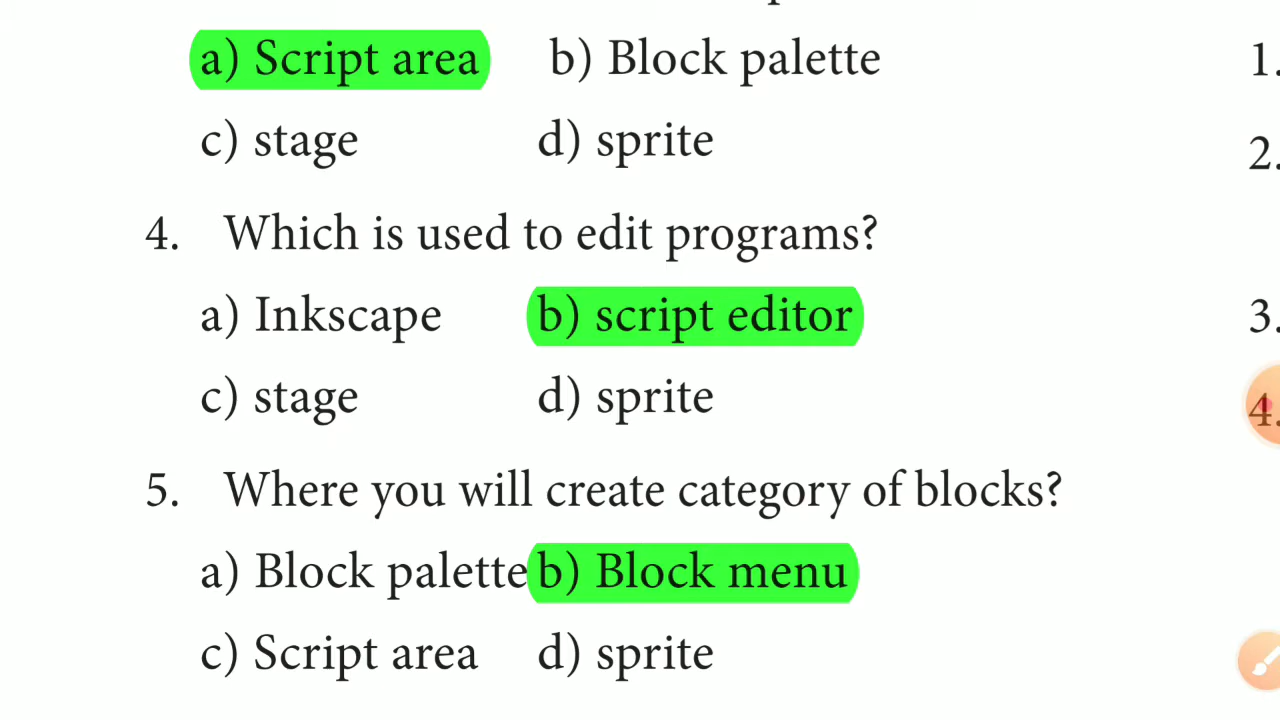 a) Script area b) Block palette
c) stage d) sprite
4. Which is used to edit programs?
a) Inkscape b) script editor
c) stage d) sprite
5. Where you will create category of blocks?
a) Block palette b) Block menu
c) Script area d) sprite
1.
2.
3.
4.